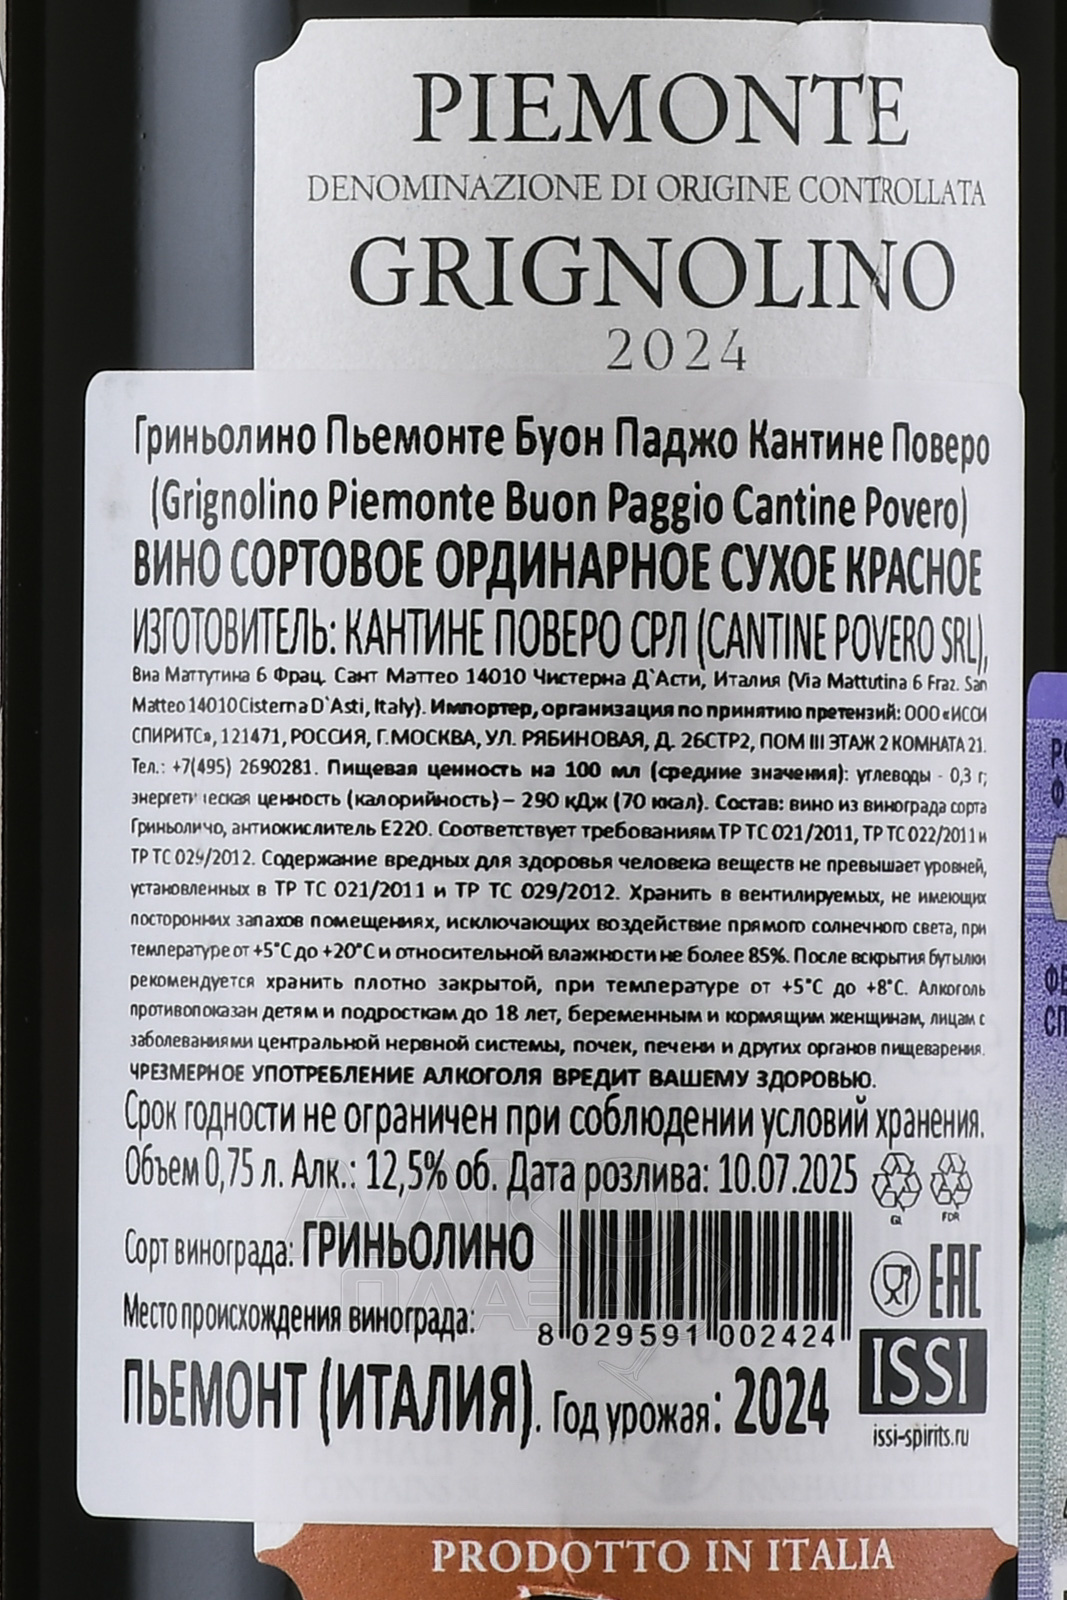 PIEMONTE
DENOMINAZIONE DI ORIGINE CONTROLLATA
GRIGNOLINO
2024
Гриньолино Пьемонте Буон Паджо Кантине Поверо
(Grignolino Piemonte Buon Paggio Cantine Povero)
ВИНО СОРТОВОЕ ОРДИНАРНОЕ СУХОЕ КРАСНОЕ
ИЗГОТОВИТЕЛЬ: КАНТИНЕ ПОВЕРО СРЛ (CANTINE POVERO SRL),
Виа Маттутина 6 Фрац. Сант Маттео 14010 Чистерна Д`Асти, Италия (Via Mattutina 6 Fraz. San
Matteo 14010 Cisterna D`Asti, Italy). Импортер, организация по принятию претензий: ООО «ИССИ
СПИРИТС», 121471, РОССИЯ, Г.МОСКВА, УЛ. РЯБИНОВАЯ, Д. 26СТР2, ПОМ III ЭТАЖ 2 КОМНАТА 21.
Тел.: +7(495) 2690281. Пищевая ценность на 100 мл (средние значения): углеводы - 0,3 г;
энергетическая ценность (калорийность) – 290 кДж (70 ккал). Состав: вино из винограда сорта
Гриньолино, антиокислитель Е220. Соответствует требованиям ТР ТС 021/2011, ТР ТС 022/2011 и
ТР ТС 029/2012. Содержание вредных для здоровья человека веществ не превышает уровней,
установленных в ТР ТС 021/2011 и ТР ТС 029/2012. Хранить в вентилируемых, не имеющих
посторонних запахов помещениях, исключающих воздействие прямого солнечного света, при
температуре от +5°С до +20°С и относительной влажности не более 85%. После вскрытия бутылки
рекомендуется хранить плотно закрытой, при температуре от +5°С до +8°С. Алкоголь
противопоказан детям и подросткам до 18 лет, беременным и кормящим женщинам, лицам с
заболеваниями центральной нервной системы, почек, печени и других органов пищеварения.
ЧРЕЗМЕРНОЕ УПОТРЕБЛЕНИЕ АЛКОГОЛЯ ВРЕДИТ ВАШЕМУ ЗДОРОВЬЮ.
Срок годности не ограничен при соблюдении условий хранения.
Объем 0,75 л. Алк.: 12,5% об. Дата розлива: 10.07.2025
GL FOR
Сорт винограда: ГРИНЬОЛИНО
EAC
Место происхождения винограда:
8 029591 002424
ПЬЕМОНТ (ИТАЛИЯ). Год урожая: 2024
ISSI
issi-spirits.ru
АЛКО
ПЛАЗА
PRODOTTO IN ITALIA